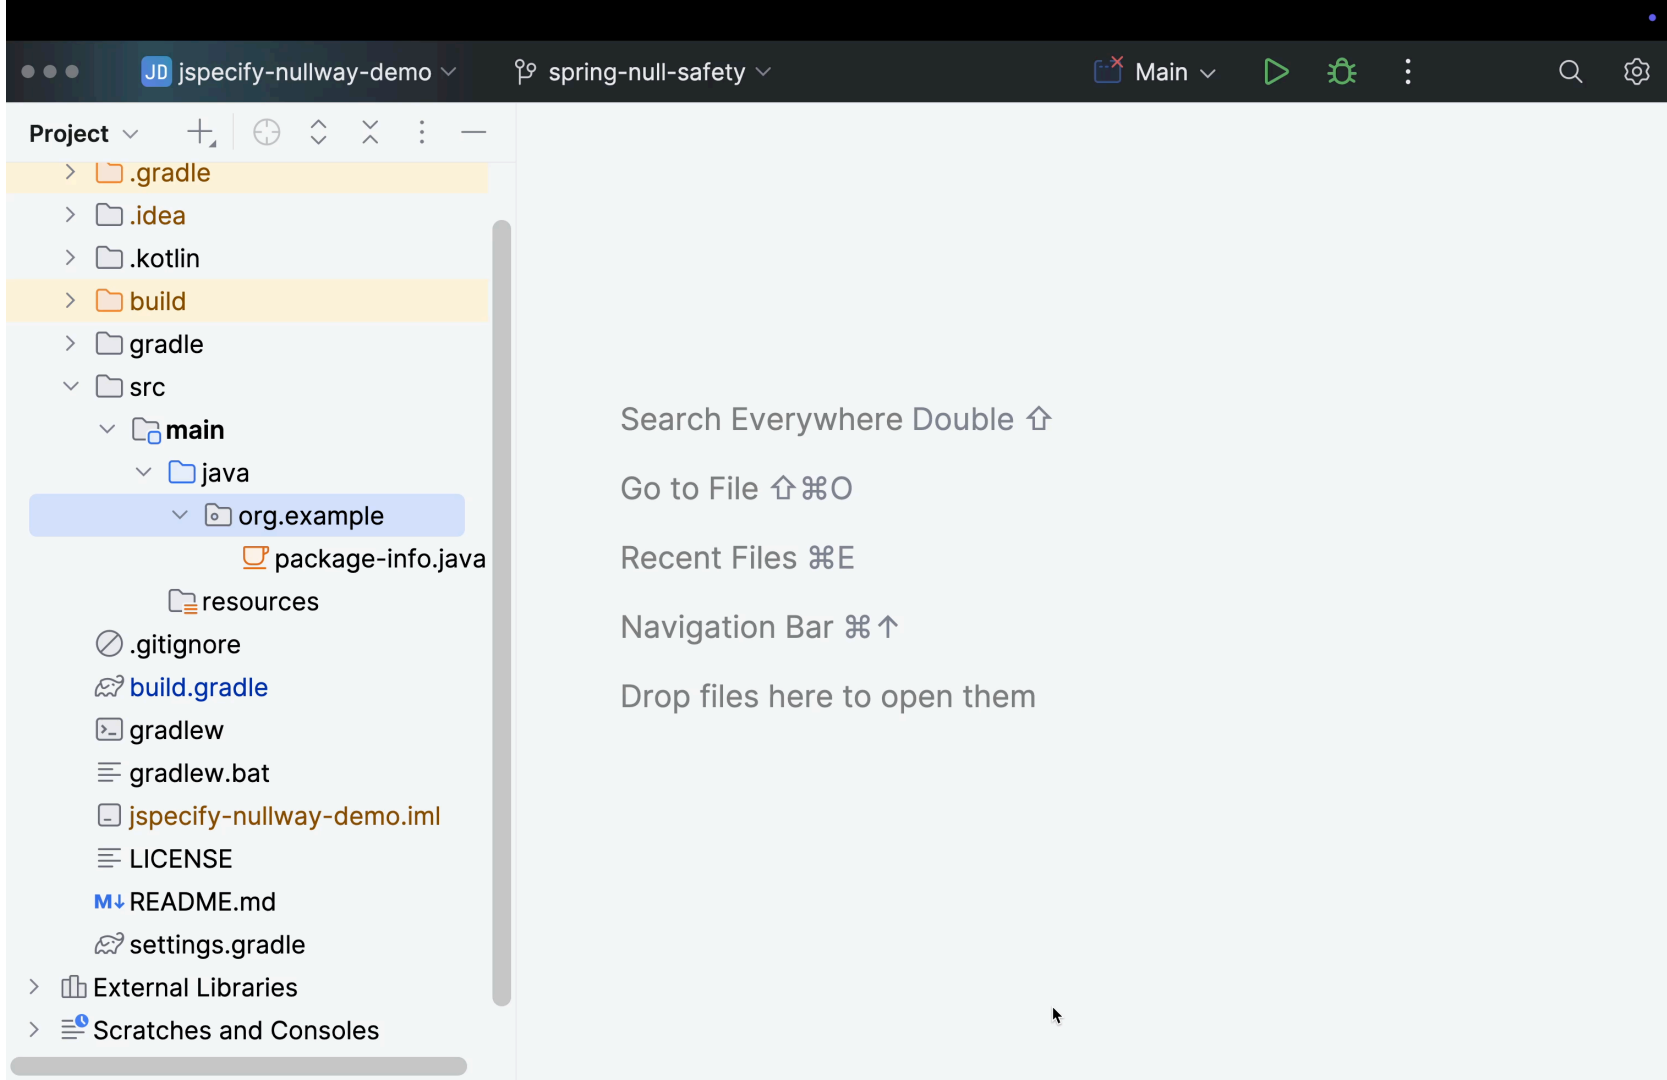 JD jspecify-nullway-demo spring-null-safety Main
Project
.gradle
.idea
.kotlin
build
gradle
src
main
java
org.example
package-info.java
resources
.gitignore
build.gradle
gradlew
gradlew.bat
jspecify-nullway-demo.iml
LICENSE
M↓ README.md
settings.gradle
External Libraries
Scratches and Consoles
Search Everywhere Double ⇧
Go to File ⇧⌘O
Recent Files ⌘E
Navigation Bar ⌘↑
Drop files here to open them